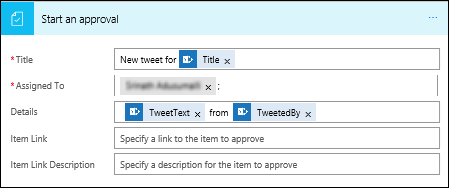 Start an approval ...
* Title New tweet for Title x
* Assigned To x ;
Details TweetText x from TweetedBy x
Item Link Specify a link to the item to approve
Item Link Description Specify a description for the item to approve